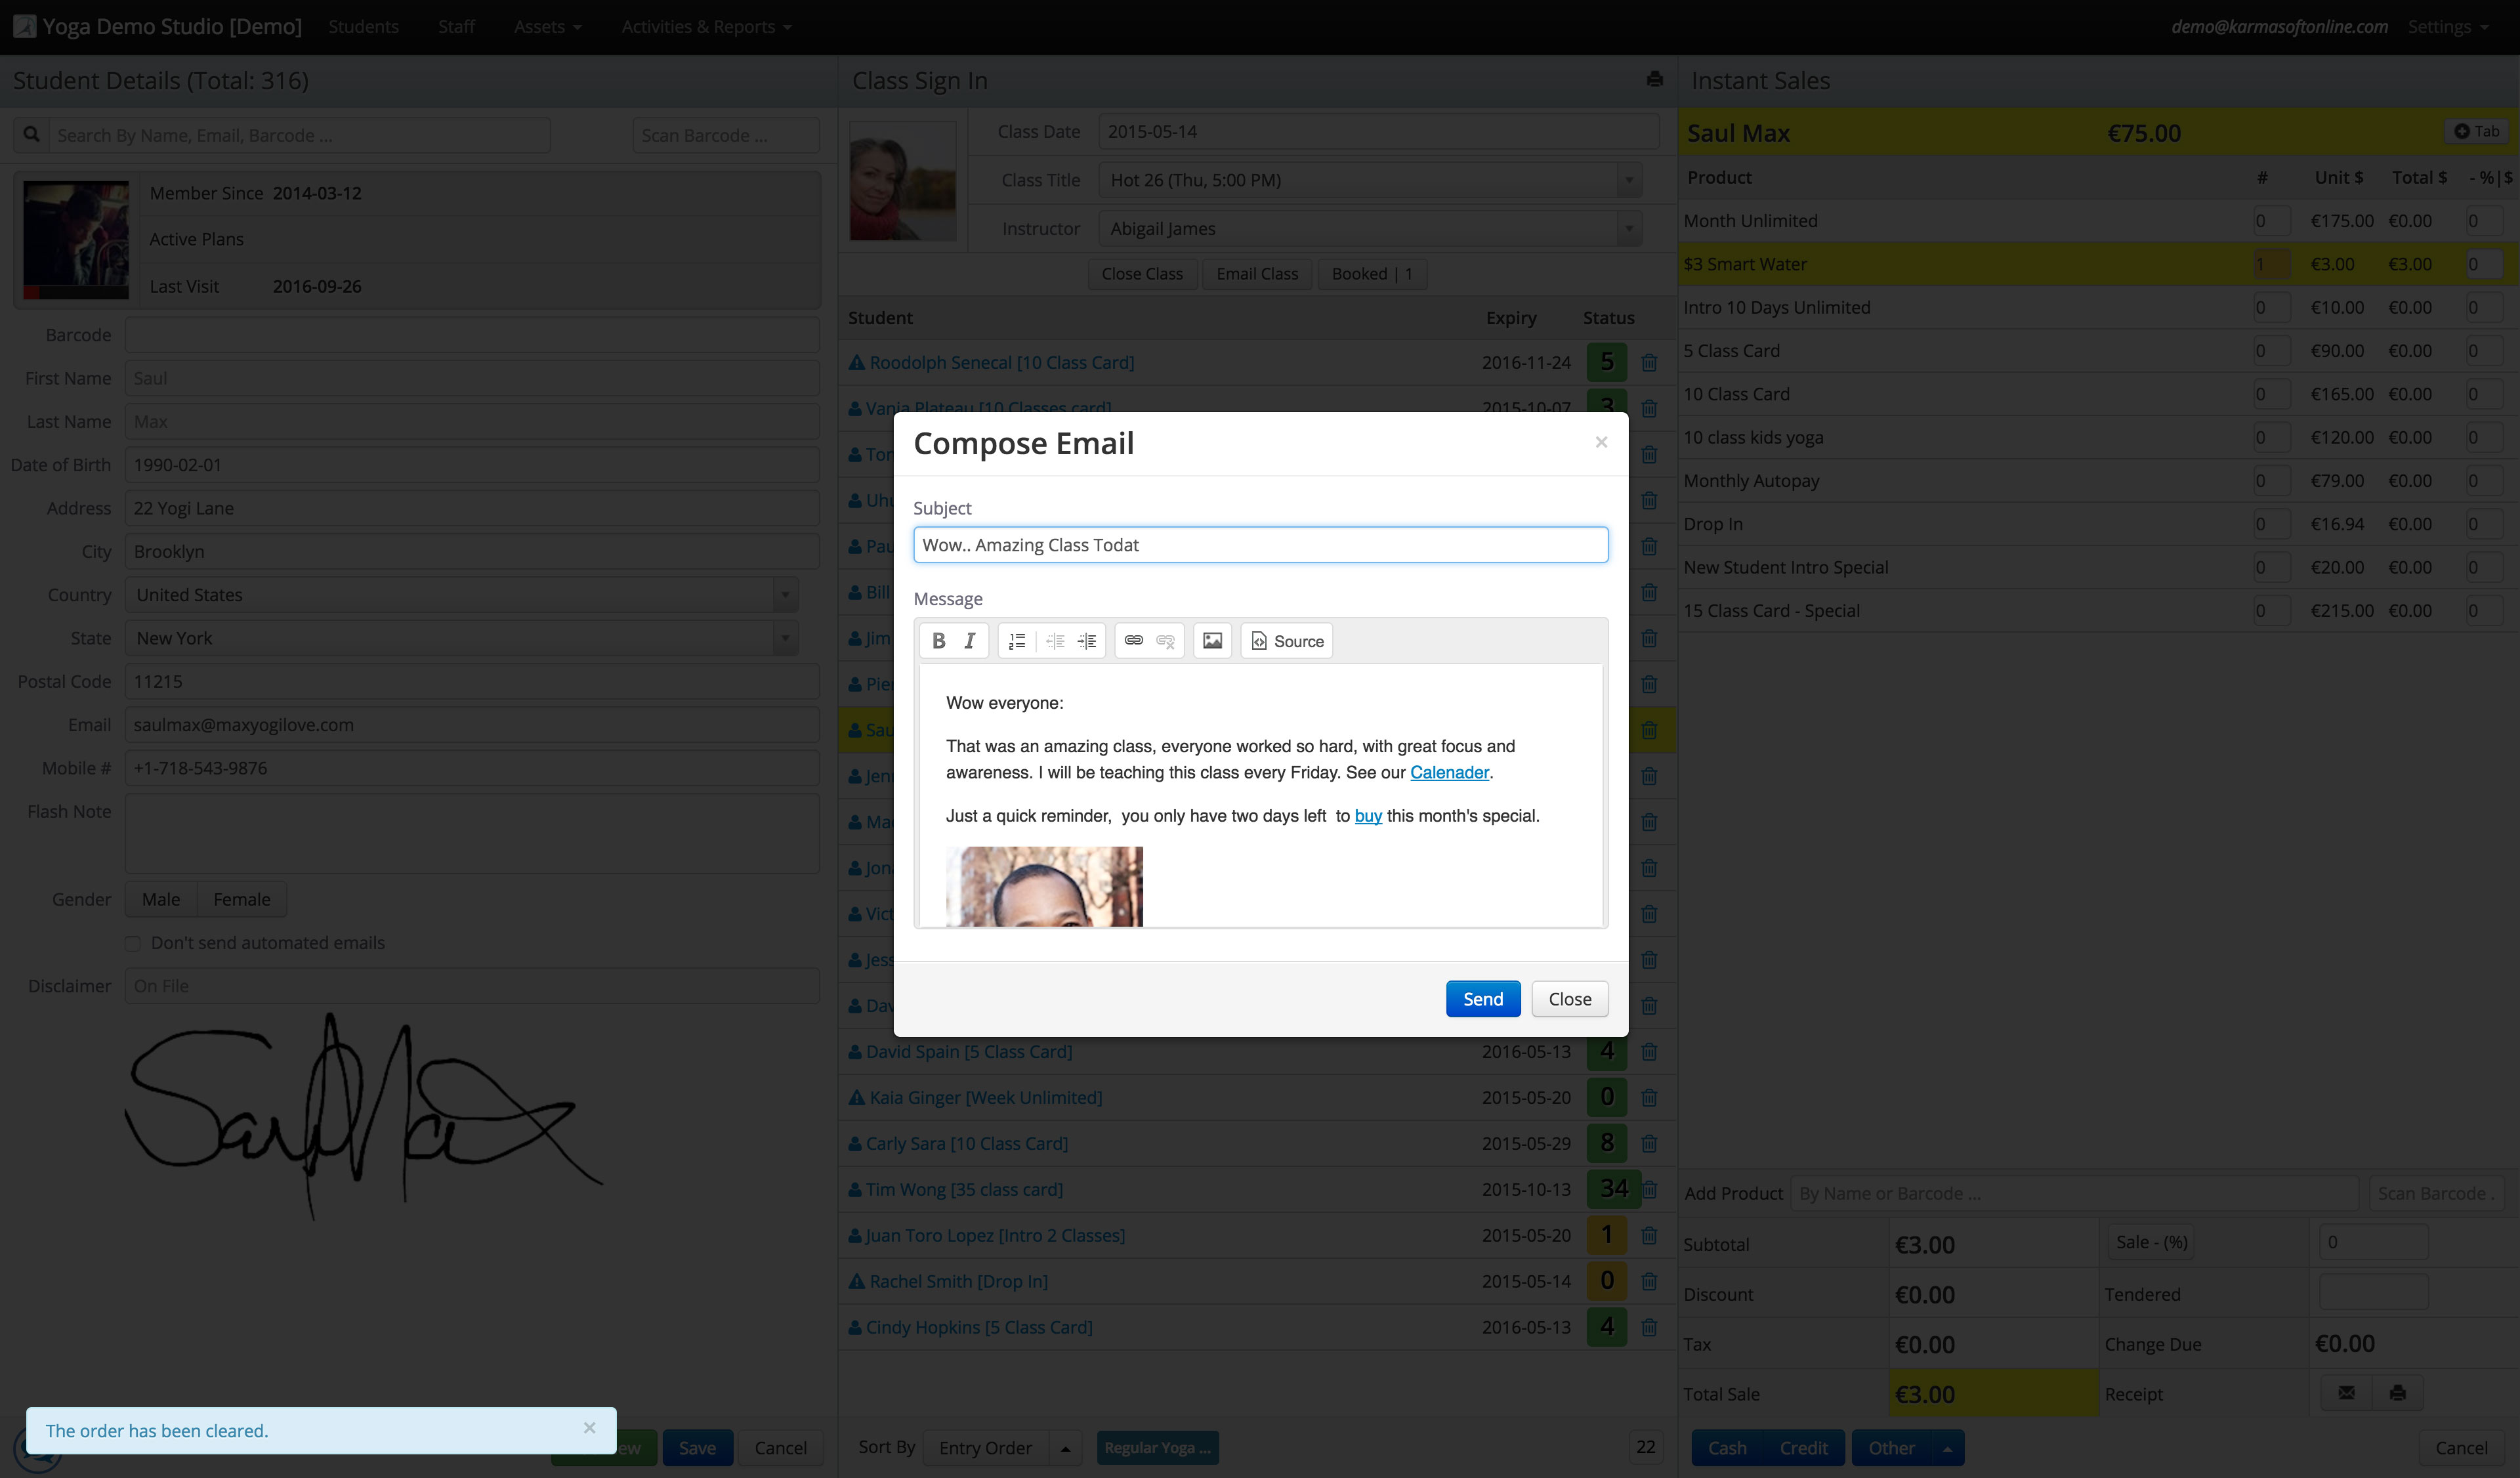 Yoga Demo Studio [Demo] Students Staff Assets Activities & Reports demo@karmasoftonline.com Settings
Student Details (Total: 316)
Search By Name, Email, Barcode ... Scan Barcode ...
Member Since 2014-03-12
Active Plans
Last Visit 2016-09-26
Barcode
First Name Saul
Last Name Max
Date of Birth 1990-02-01
Address 22 Yogi Lane
City Brooklyn
Country United States
State New York
Postal Code 11215
Email saulmax@maxyogilove.com
Mobile # +1-718-543-9876
Flash Note
Gender Male Female
Don't send automated emails
Disclaimer On File
Saul Max
The order has been cleared. ×
Save Cancel
Class Sign In
Class Date 2015-05-14
Class Title Hot 26 (Thu, 5:00 PM)
Instructor Abigail James
Close Class Email Class Booked | 1
Student Expiry Status
Roodolph Senecal [10 Class Card] 2016-11-24 5
Vania Plateau [10 Classes card] 2015-10-07 3
Compose Email ×
Subject
Wow.. Amazing Class Todat
Message
B I Source
Wow everyone:
That was an amazing class, everyone worked so hard, with great focus and
awareness. I will be teaching this class every Friday. See our Calenader.
Just a quick reminder, you only have two days left to buy this month's special.
Send Close
David Spain [5 Class Card] 2016-05-13 4
Kaia Ginger [Week Unlimited] 2015-05-20 0
Carly Sara [10 Class Card] 2015-05-29 8
Tim Wong [35 class card] 2015-10-13 34
Juan Toro Lopez [Intro 2 Classes] 2015-05-20 1
Rachel Smith [Drop In] 2015-05-14 0
Cindy Hopkins [5 Class Card] 2016-05-13 4
Sort By Entry Order Regular Yoga ... 22
Instant Sales
Saul Max €75.00 Tab
Product # Unit $ Total $ - %|$
Month Unlimited 0 €175.00 €0.00 0
$3 Smart Water 1 €3.00 €3.00 0
Intro 10 Days Unlimited 0 €10.00 €0.00 0
5 Class Card 0 €90.00 €0.00 0
10 Class Card 0 €165.00 €0.00 0
10 class kids yoga 0 €120.00 €0.00 0
Monthly Autopay 0 €79.00 €0.00 0
Drop In 0 €16.94 €0.00 0
New Student Intro Special 0 €20.00 €0.00 0
15 Class Card - Special 0 €215.00 €0.00 0
Add Product By Name or Barcode ... Scan Barcode .
Subtotal €3.00 Sale - (%) 0
Discount €0.00 Tendered
Tax €0.00 Change Due €0.00
Total Sale €3.00 Receipt
Cash Credit Other Cancel